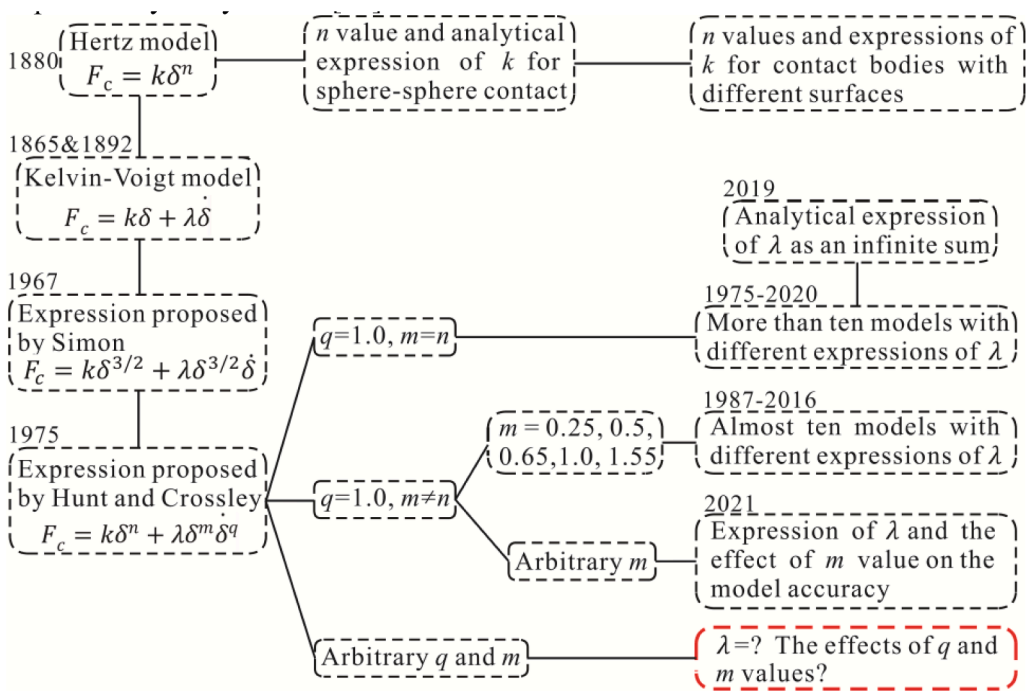 1880
Hertz model
F_c = kδ^n
n value and analytical
expression of k for
sphere-sphere contact
n values and expressions of
k for contact bodies with
different surfaces
1865&1892
Kelvin-Voigt model
F_c = kδ + λδ̇
1967
Expression proposed
by Simon
F_c = kδ^{3/2} + λδ^{3/2}δ̇
1975
Expression proposed
by Hunt and Crossley
F_c = kδ^n + λδ^m δ̇^q
q=1.0, m=n
2019
Analytical expression
of λ as an infinite sum
1975-2020
More than ten models with
different expressions of λ
q=1.0, m≠n
m = 0.25, 0.5,
0.65,1.0, 1.55
1987-2016
Almost ten models with
different expressions of λ
Arbitrary m
2021
Expression of λ and the
effect of m value on the
model accuracy
Arbitrary q and m
λ=? The effects of q and
m values?